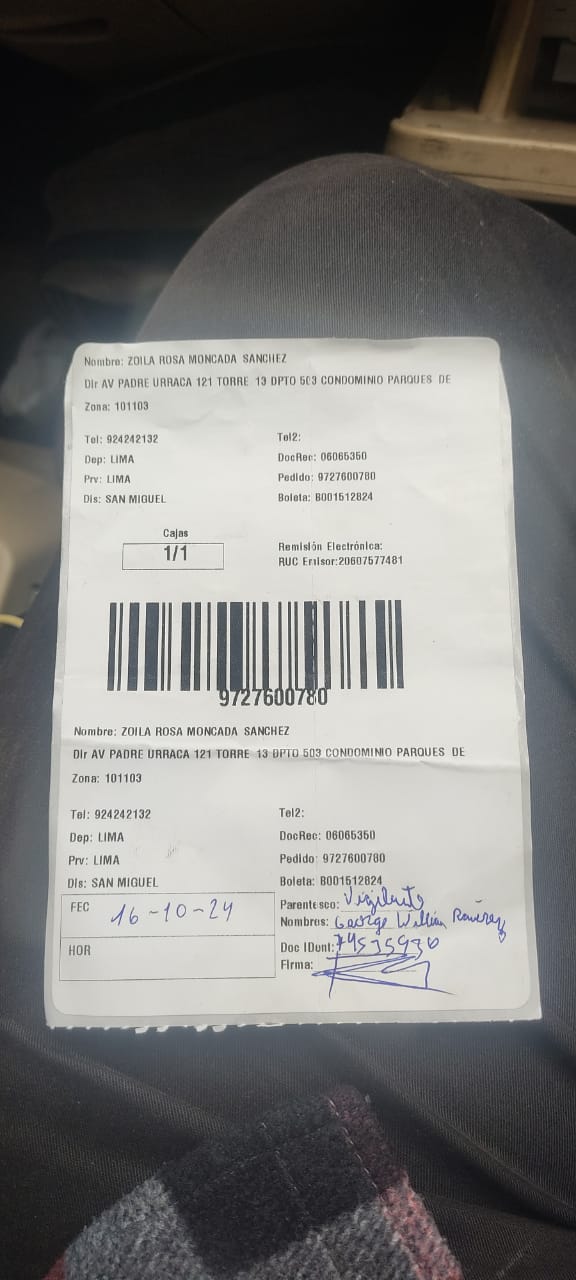 Nombre: ZOILA ROSA MONCADA SANCHEZ
Dir AV PADRE URRACA 121 TORRE 13 DPTO 503 CONDOMINIO PARQUES DE
Zona: 101103
Tel: 924242132 Tel2:
Dep: LIMA DocRec: 06065350
Prv: LIMA Pedido: 9727600780
Dis: SAN MIGUEL Boleta: B001512824
Cajas
1/1
Remisión Electrónica:
RUC Emisor:20607577481
9727600780
Nombre: ZOILA ROSA MONCADA SANCHEZ
Dir AV PADRE URRACA 121 TORRE 13 DPTO 503 CONDOMINIO PARQUES DE
Zona: 101103
Tel: 924242132 Tel2:
Dep: LIMA DocRec: 06065350
Prv: LIMA Pedido: 9727600780
Dis: SAN MIGUEL Boleta: B001512824
FEC 16-10-24 Parentesco: Vigilante
Nombres: George Willian Ramirez
HOR Doc IDent:
Firma: